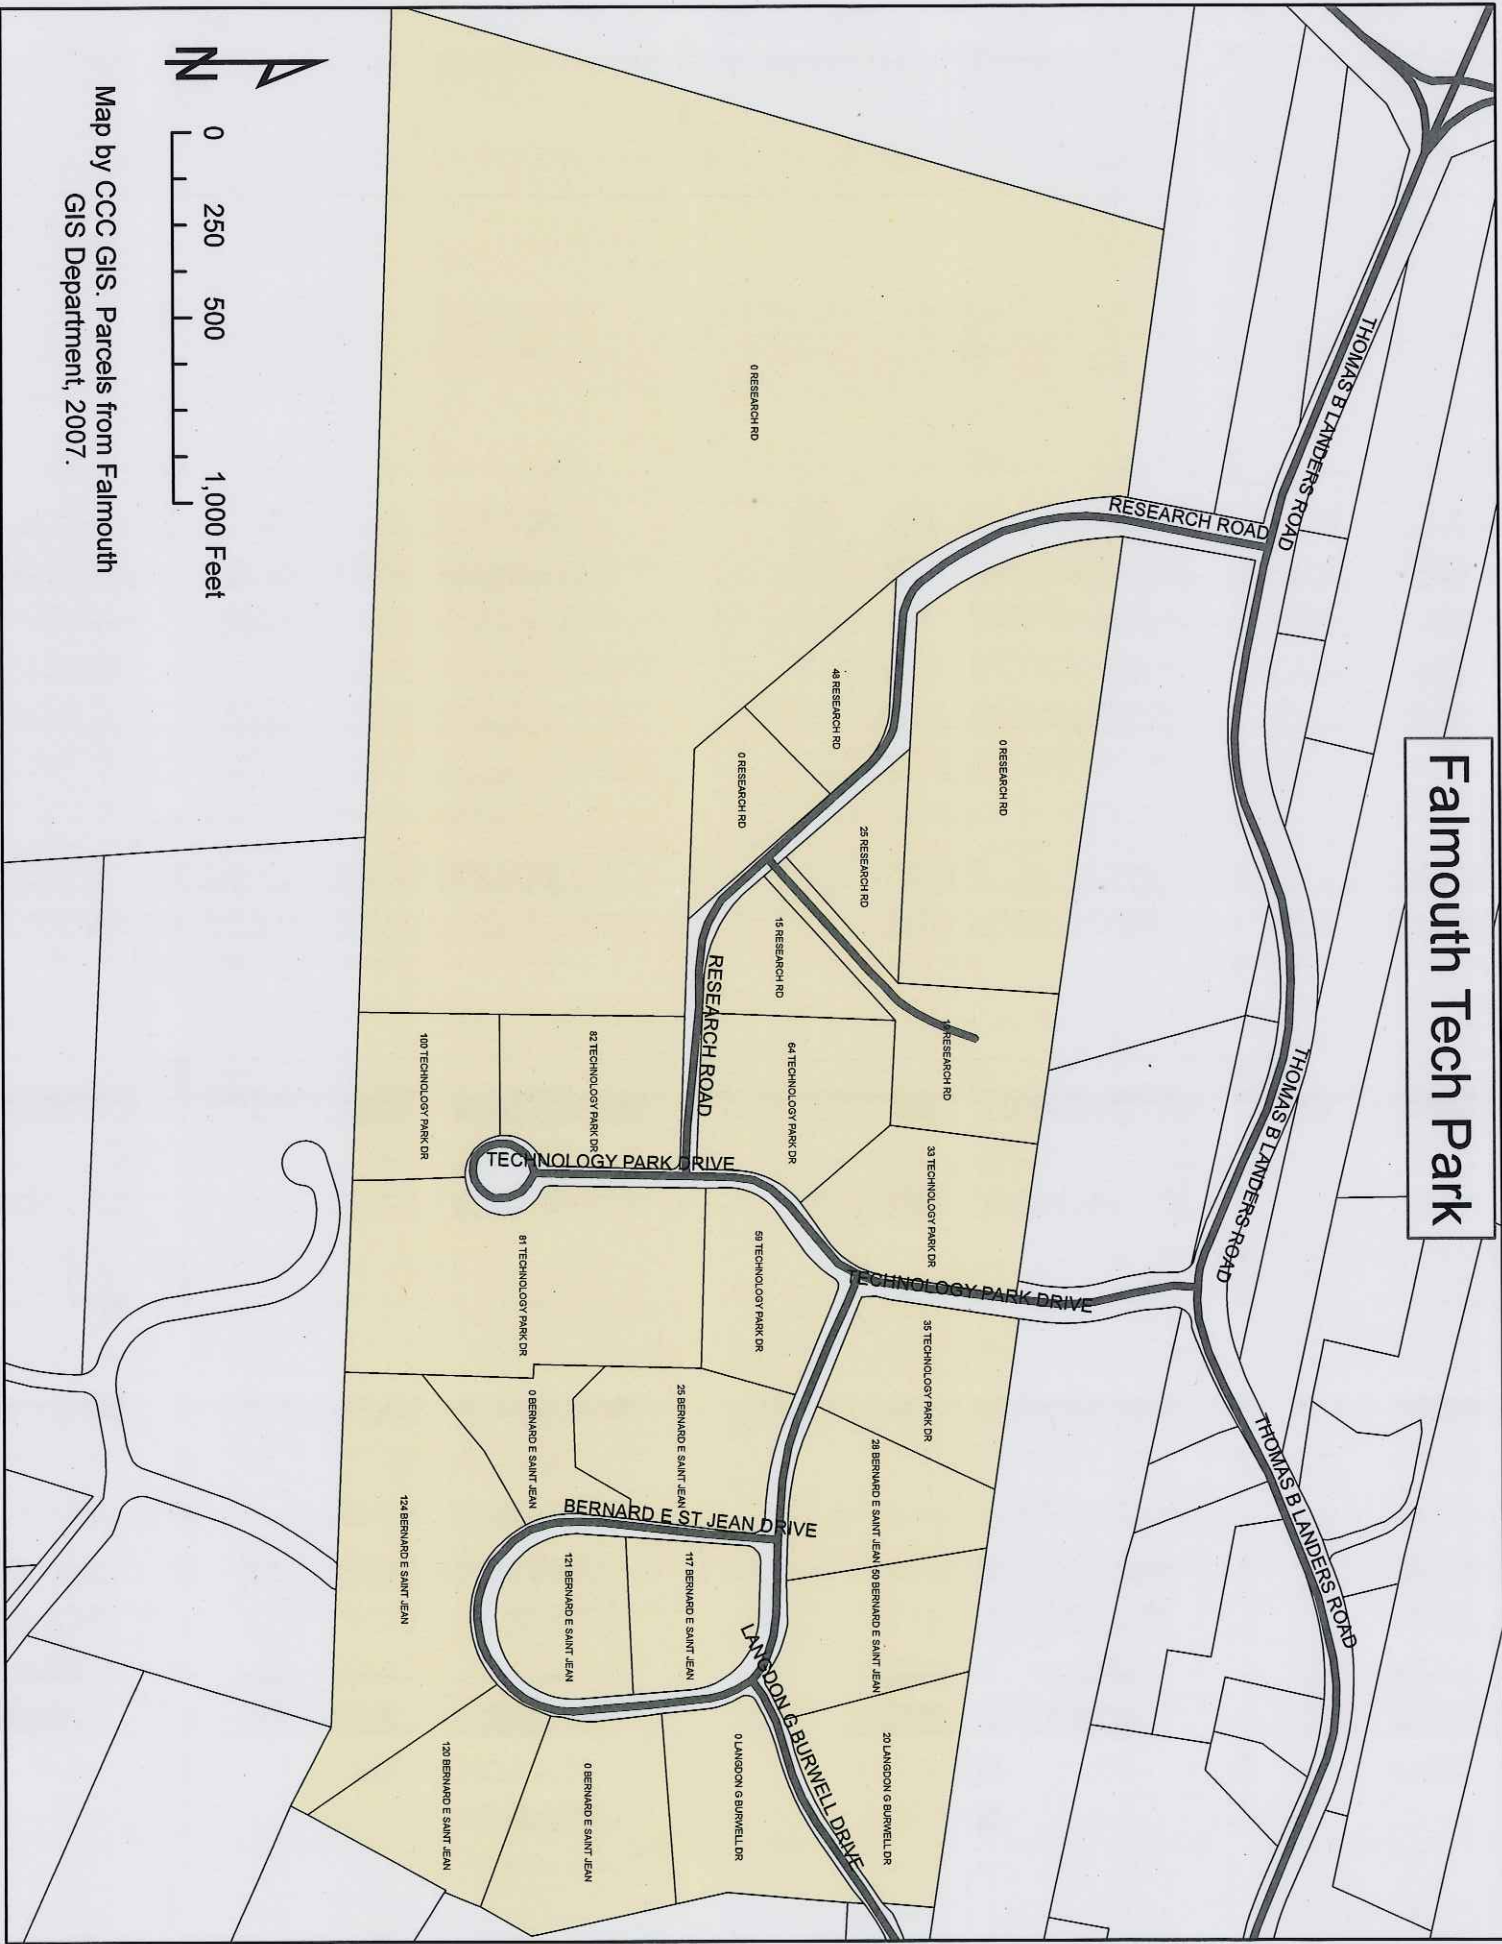 Falmouth Tech Park
THOMAS B LANDERS ROAD
THOMAS B LANDERS ROAD
THOMAS B LANDERS ROAD
RESEARCH ROAD
0 RESEARCH RD
0 RESEARCH RD
48 RESEARCH RD
0 RESEARCH RD
25 RESEARCH RD
15 RESEARCH RD
RESEARCH RD
RESEARCH ROAD
64 TECHNOLOGY PARK DR
33 TECHNOLOGY PARK DR
TECHNOLOGY PARK DRIVE
35 TECHNOLOGY PARK DR
82 TECHNOLOGY PARK DR
100 TECHNOLOGY PARK DR
TECHNOLOGY PARK DRIVE
59 TECHNOLOGY PARK DR
81 TECHNOLOGY PARK DR
28 BERNARD E SAINT JEAN
50 BERNARD E SAINT JEAN
25 BERNARD E SAINT JEAN
0 BERNARD E SAINT JEAN
BERNARD E ST JEAN DRIVE
117 BERNARD E SAINT JEAN
121 BERNARD E SAINT JEAN
124 BERNARD E SAINT JEAN
LANGDON G BURWELL DRIVE
20 LANGDON G BURWELL DR
0 LANGDON G BURWELL DR
0 BERNARD E SAINT JEAN
120 BERNARD E SAINT JEAN
N
0 250 500 1,000 Feet
Map by CCC GIS. Parcels from Falmouth
GIS Department, 2007.